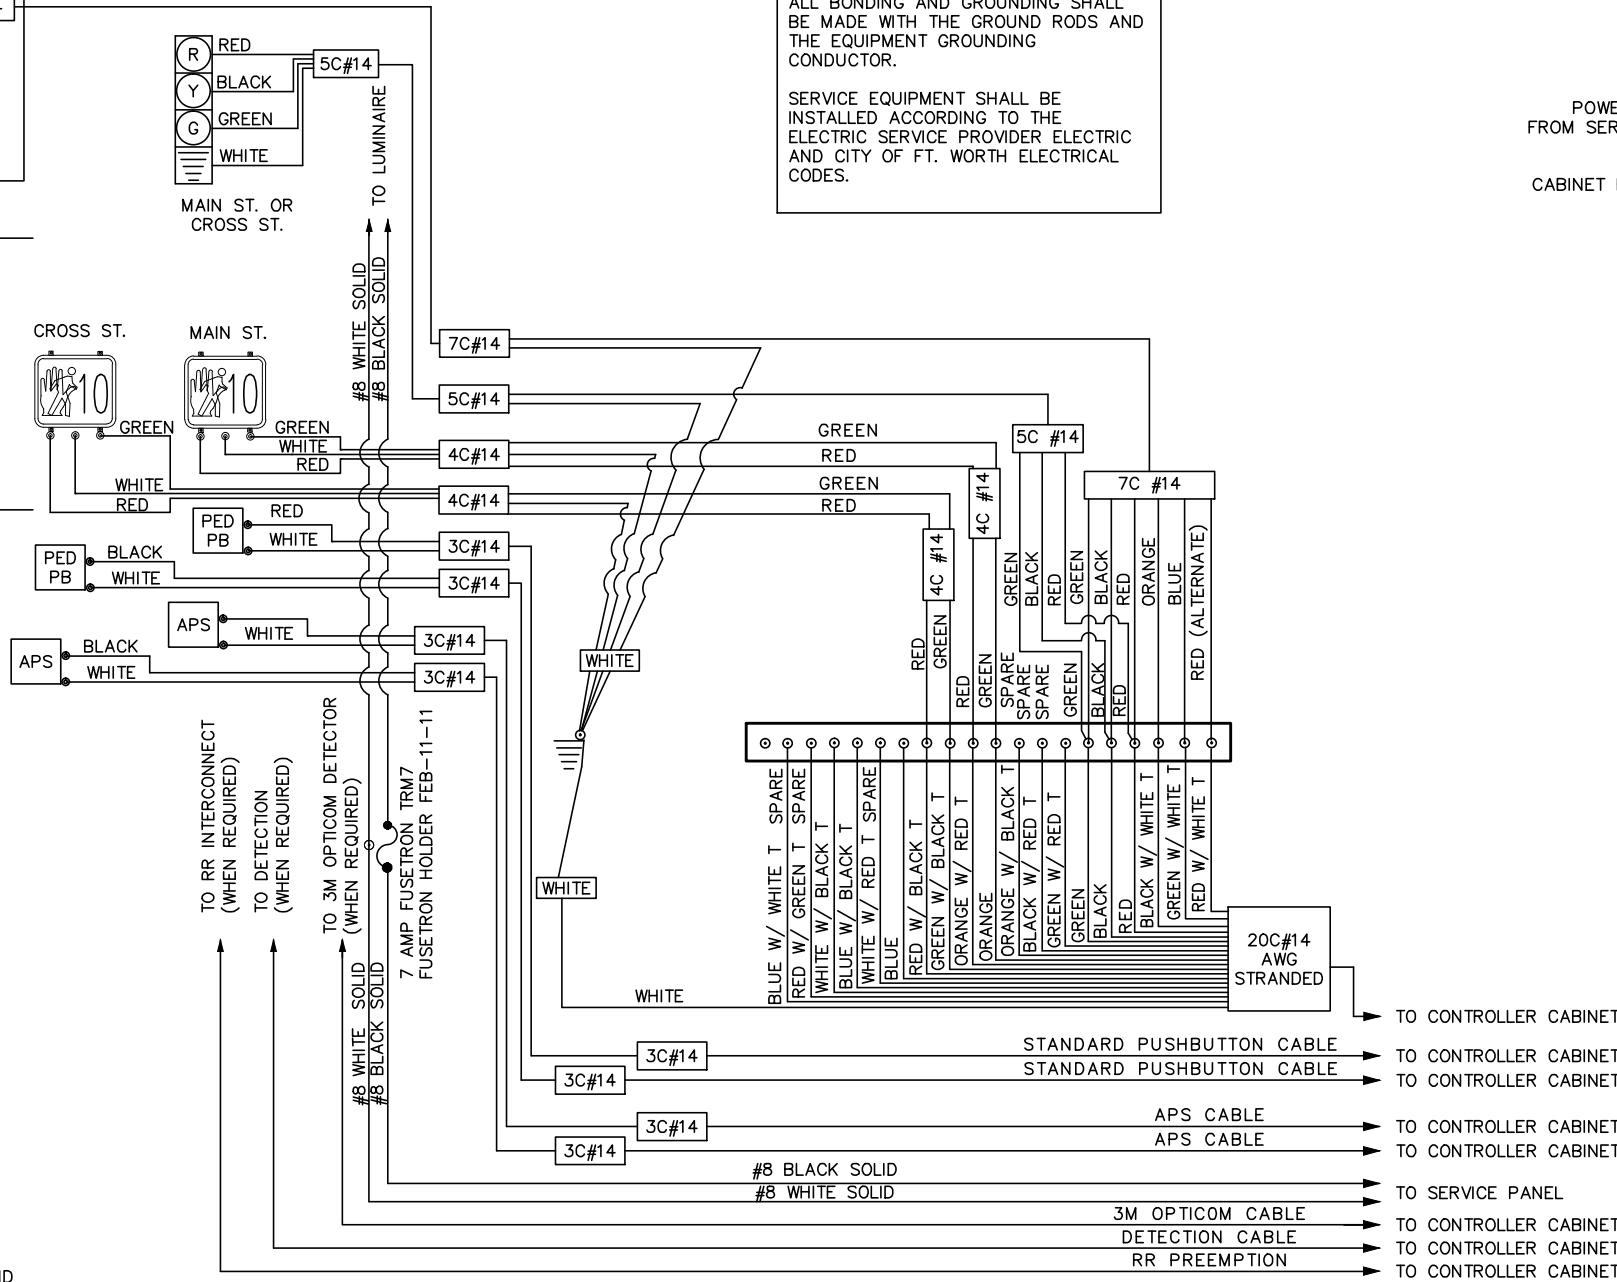 ALL BONDING AND GROUNDING SHALL
BE MADE WITH THE GROUND RODS AND
THE EQUIPMENT GROUNDING
CONDUCTOR.
SERVICE EQUIPMENT SHALL BE
INSTALLED ACCORDING TO THE
ELECTRIC SERVICE PROVIDER ELECTRIC
AND CITY OF FT. WORTH ELECTRICAL
CODES.
FROM SER
CABINET
R
RED
Y
BLACK
G
GREEN
WHITE
5C#14
MAIN ST. OR
CROSS ST.
TO LUMINAIRE
#8 WHITE SOLID
#8 BLACK SOLID
CROSS ST.
MAIN ST.
10
10
GREEN
GREEN
WHITE
RED
WHITE
RED
PED
PB
RED
WHITE
PED
PB
BLACK
WHITE
APS
WHITE
APS
BLACK
WHITE
7C#14
5C#14
4C#14
4C#14
3C#14
3C#14
3C#14
3C#14
GREEN
RED
GREEN
RED
5C #14
7C #14
4C #14
4C #14
GREEN
BLACK
RED
GREEN
BLACK
RED
ORANGE
BLUE
RED (ALTERNATE)
RED
GREEN
RED
GREEN
SPARE
SPARE
SPARE
GREEN
BLACK
RED
WHITE
WHITE
WHITE
TO RR INTERCONNECT
(WHEN REQUIRED)
TO DETECTION
(WHEN REQUIRED)
TO 3M OPTICOM DETECTOR
(WHEN REQUIRED)
7 AMP FUSETRON TRM7
FUSETRON HOLDER FEB-11-11
#8 WHITE SOLID
#8 BLACK SOLID
BLUE W/ WHITE T SPARE
RED W/ GREEN T SPARE
WHITE W/ BLACK T
BLUE W/ BLACK T
WHITE W/ RED T SPARE
BLUE
RED W/ BLACK T
GREEN W/ BLACK T
ORANGE W/ RED T
ORANGE
ORANGE W/ BLACK T
BLACK W/ RED T
GREEN W/ RED T
GREEN
BLACK
RED
BLACK W/ WHITE T
GREEN W/ WHITE T
RED W/ WHITE T
20C#14
AWG
STRANDED
TO CONTROLLER CABINET
3C#14
STANDARD PUSHBUTTON CABLE
TO CONTROLLER CABINET
3C#14
STANDARD PUSHBUTTON CABLE
TO CONTROLLER CABINET
3C#14
APS CABLE
TO CONTROLLER CABINET
3C#14
APS CABLE
TO CONTROLLER CABINET
#8 BLACK SOLID
#8 WHITE SOLID
TO SERVICE PANEL
3M OPTICOM CABLE
TO CONTROLLER CABINET
DETECTION CABLE
TO CONTROLLER CABINET
RR PREEMPTION
TO CONTROLLER CABINET